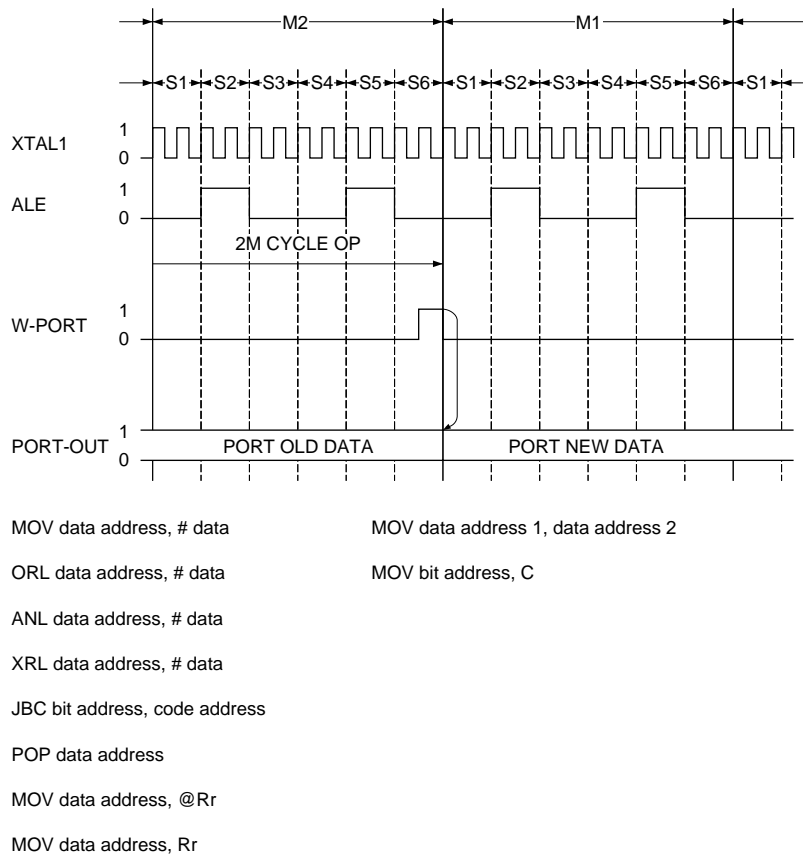 M2 M1
S1 S2 S3 S4 S5 S6 S1 S2 S3 S4 S5 S6 S1
XTAL1 1
0
ALE 1
0
2M CYCLE OP
W-PORT 1
0
PORT-OUT 1
0
PORT OLD DATA PORT NEW DATA
MOV data address, # data MOV data address 1, data address 2
ORL data address, # data MOV bit address, C
ANL data address, # data
XRL data address, # data
JBC bit address, code address
POP data address
MOV data address, @Rr
MOV data address, Rr